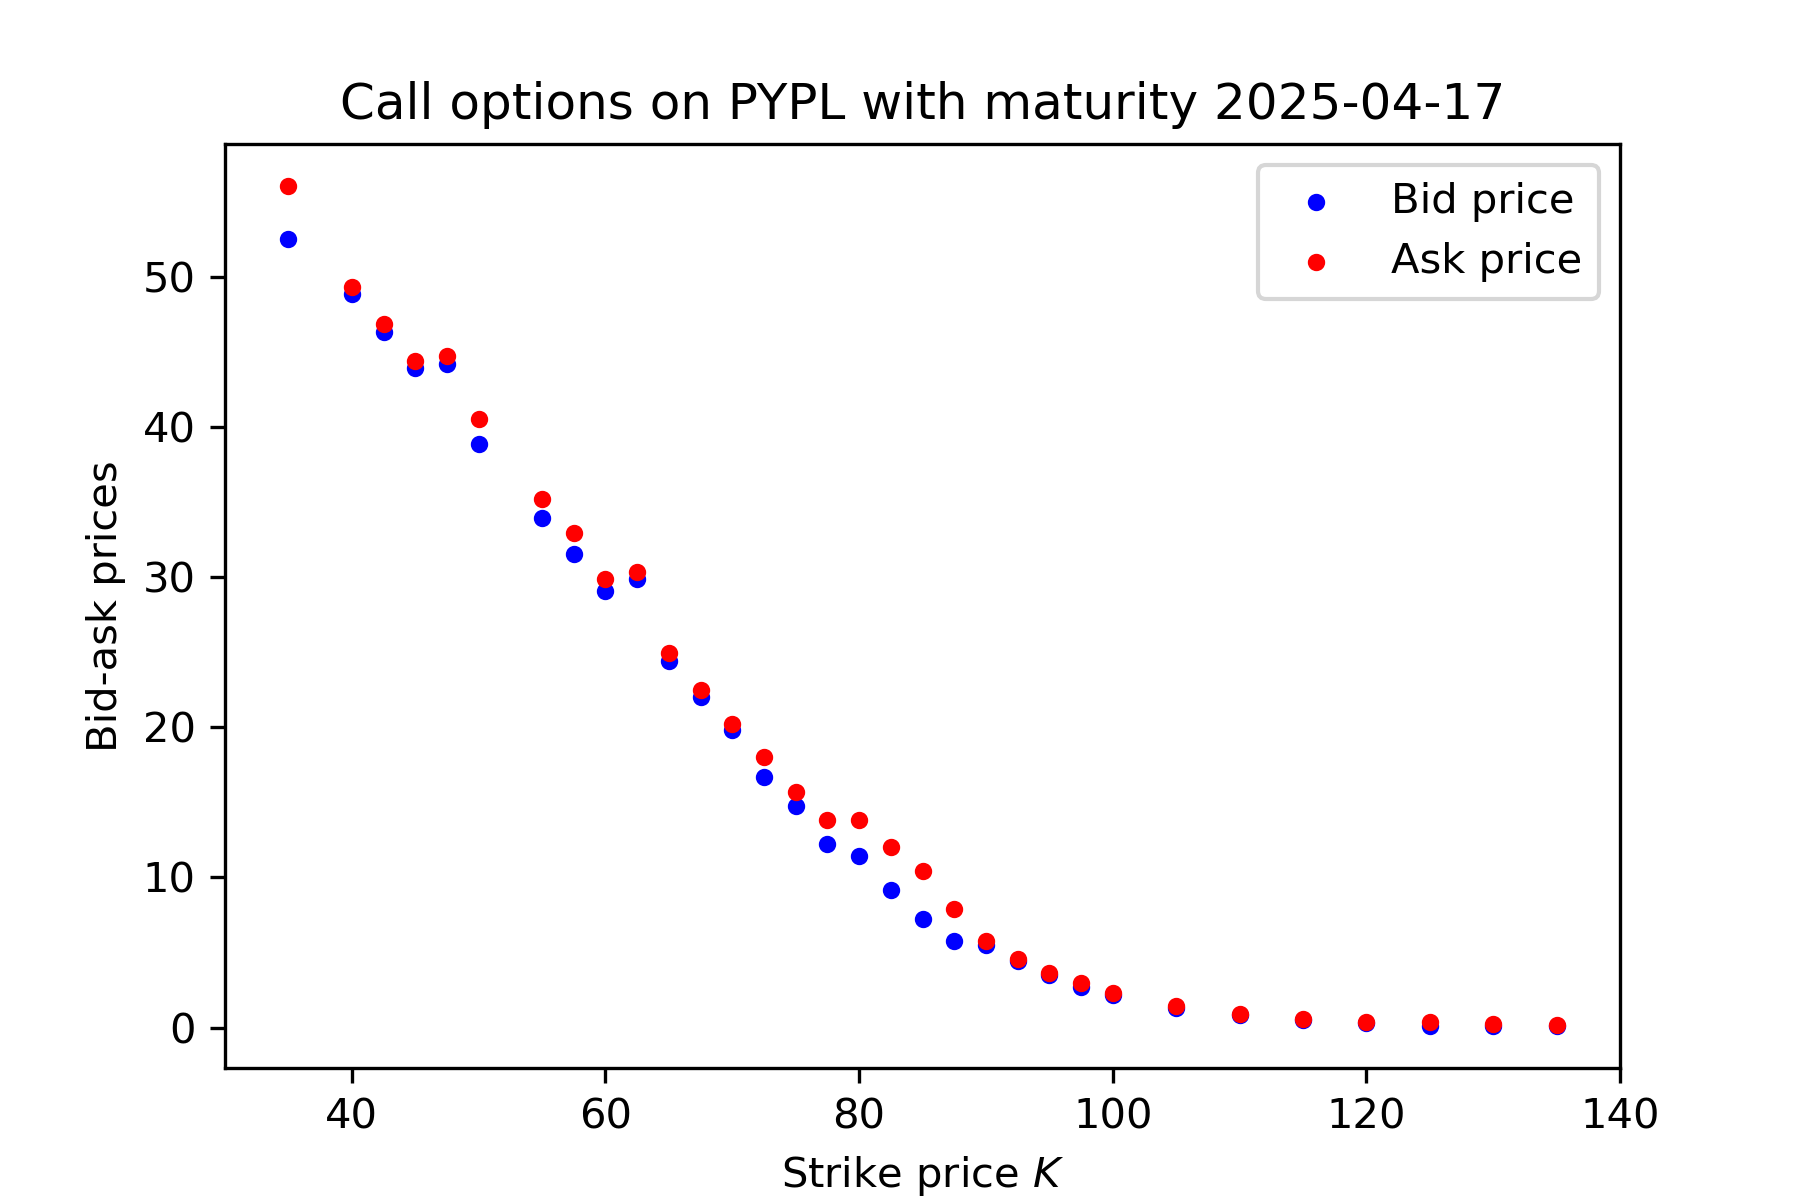 Call options on PYPL with maturity 2025-04-17
Bid price
Ask price
50
40
30
20
10
0
Bid-ask prices
40 60 80 100 120 140
Strike price K